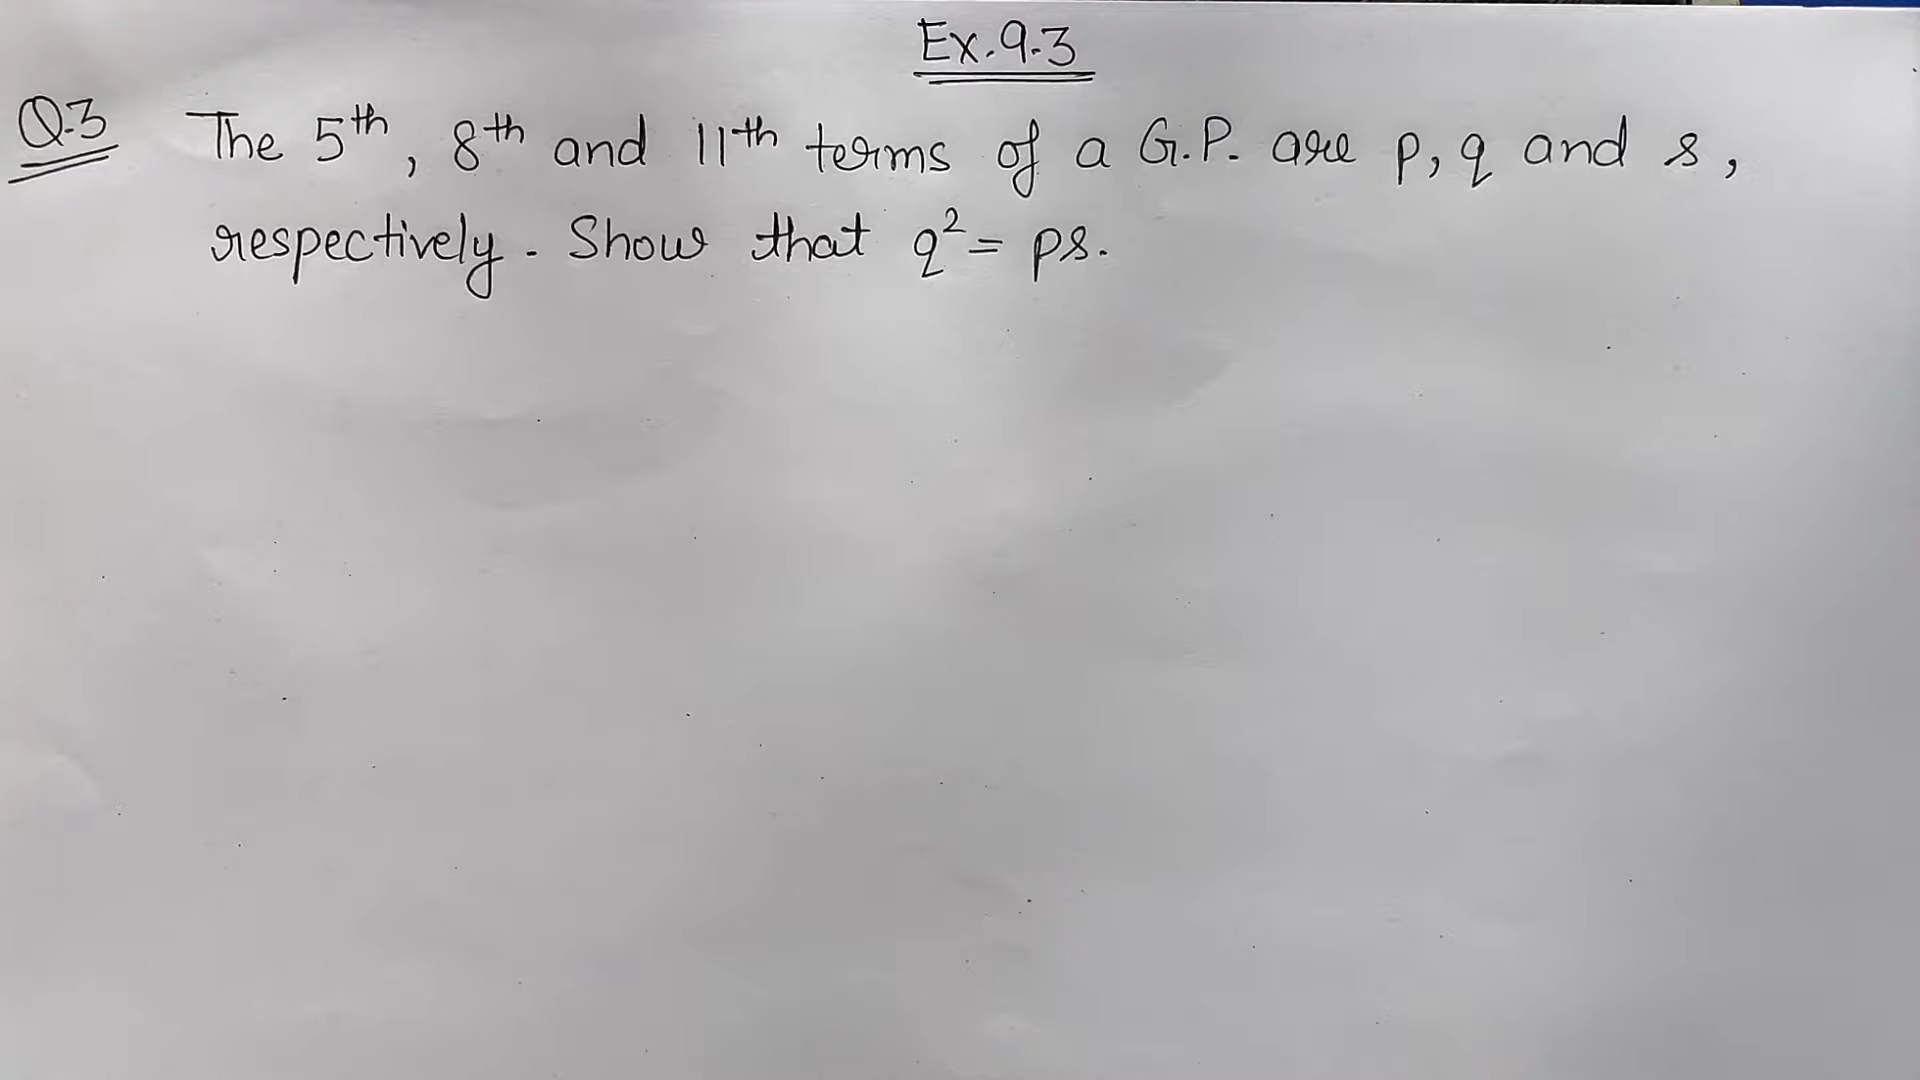 Ex.9.3
Q.3 The 5th, 8th and 11th terms of a G.P. are p, q and s,
respectively. Show that q² = ps.